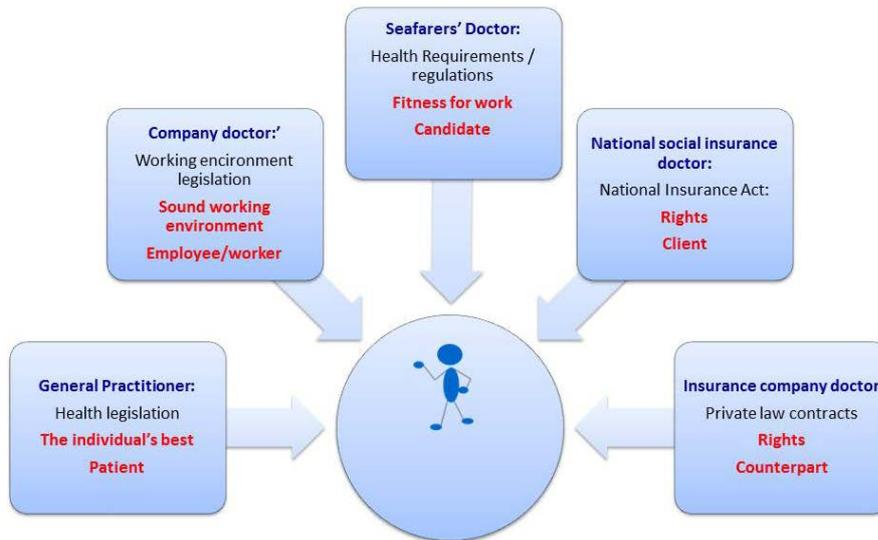 Seafarers’ Doctor:
Health Requirements /
regulations
Fitness for work
Candidate
Company doctor:’
Working environment
legislation
Sound working
environment
Employee/worker
National social insurance
doctor:
National Insurance Act:
Rights
Client
General Practitioner:
Health legislation
The individual’s best
Patient
Insurance company doctor
Private law contracts
Rights
Counterpart